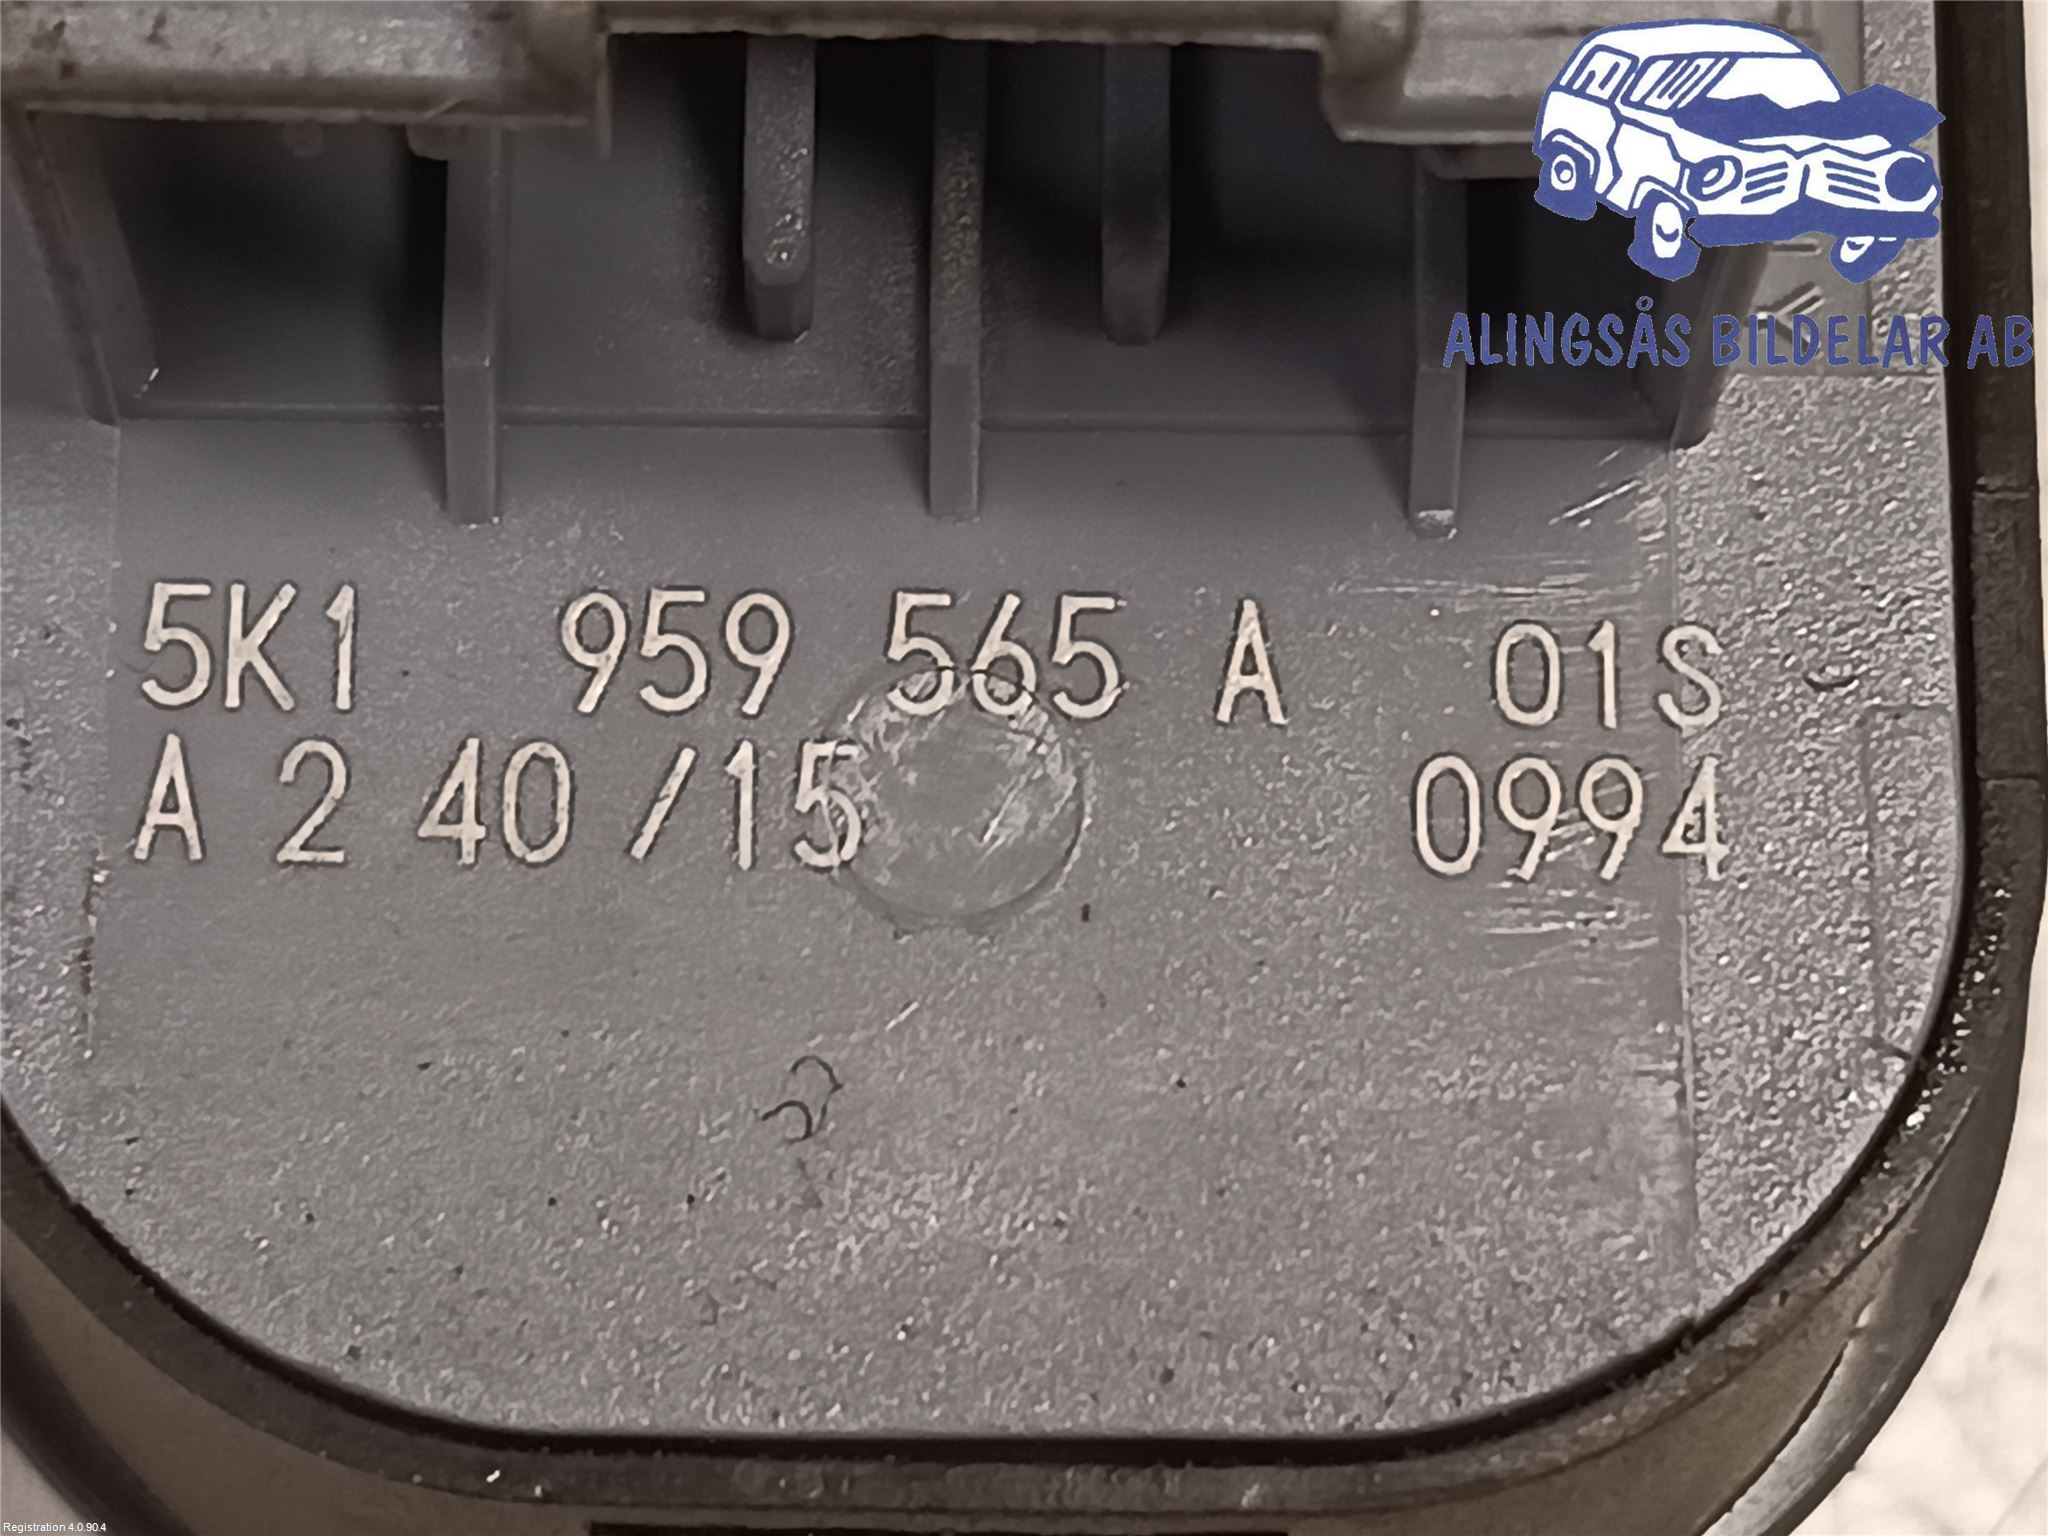 ALINGSÅS BILDELAR AB
5K1 959 565 A 01S
A 2 40 /15 0994
Registration 4.0.90.4